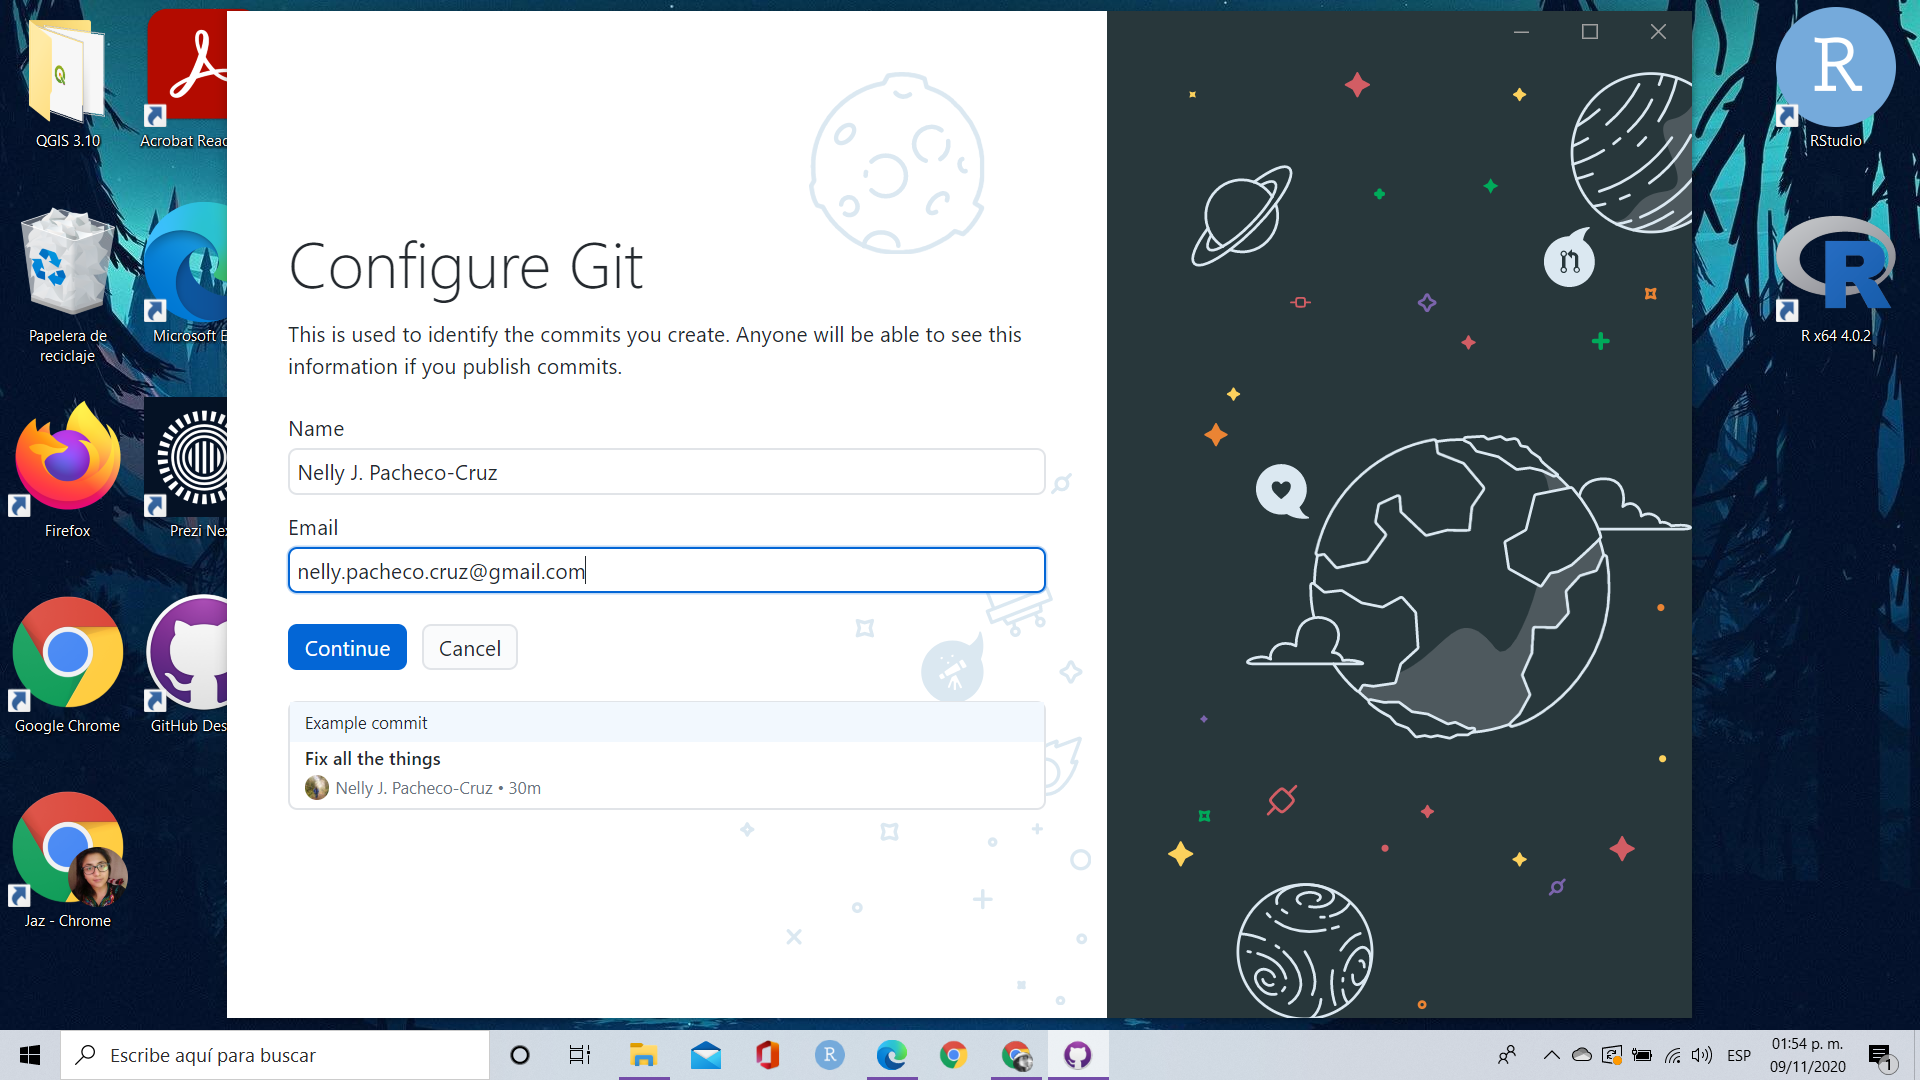 QGIS 3.10
Acrobat Reac
Papelera de
reciclaje
Microsoft E
Firefox
Prezi Nex
Google Chrome
GitHub Des
Jaz - Chrome
Configure Git
This is used to identify the commits you create. Anyone will be able to see this
information if you publish commits.
Name
Nelly J. Pacheco-Cruz
Email
nelly.pacheco.cruz@gmail.com
Continue
Cancel
Example commit
Fix all the things
Nelly J. Pacheco-Cruz • 30m
R
RStudio
R
R x64 4.0.2
Escribe aquí para buscar
R
ESP
01:54 p. m.
09/11/2020
1